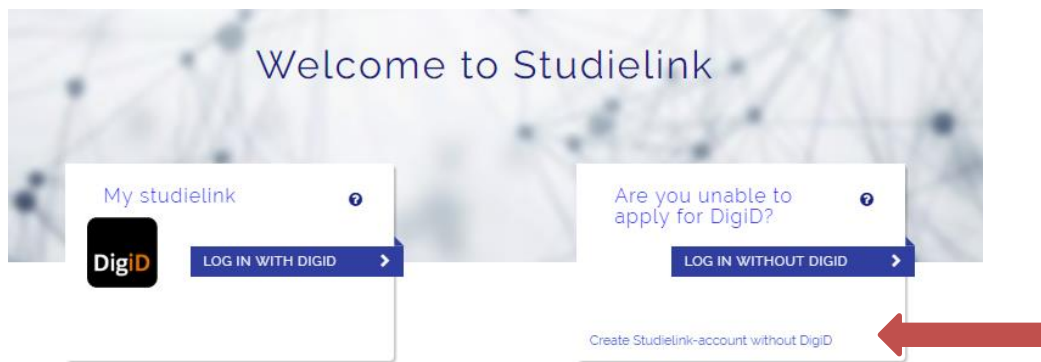 Welcome to Studielink
My studielink
DigiD
LOG IN WITH DIGID
Are you unable to
apply for DigiD?
LOG IN WITHOUT DIGID
Create Studielink-account without DigiD